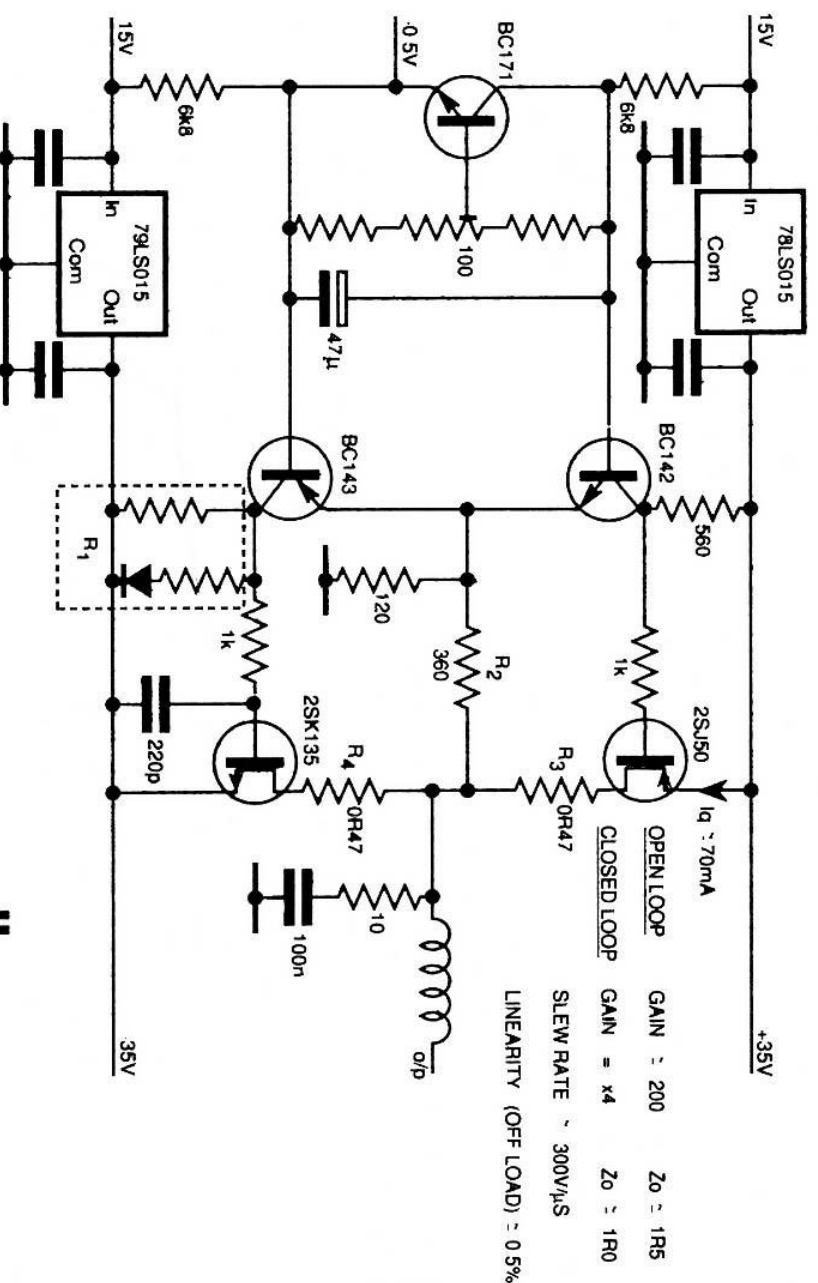 15V
15V
+35V
35V
BC171
·0 5V
6k8
6k8
In
78LS015
Com
Out
In
79LS015
Com
Out
100
47µ
BC142
BC143
560
120
R1
1k
1k
R2
360
2SJ50
2SK135
220p
R3
0R47
R4
0R47
Iq ≃ 70mA
10
100n
o/p
OPEN LOOP GAIN ≃ 200 Zo ≃ 1R5
CLOSED LOOP GAIN = x4 Zo ≃ 1R0
SLEW RATE ~ 300V/µS
LINEARITY (OFF LOAD) ≃ 0 5%